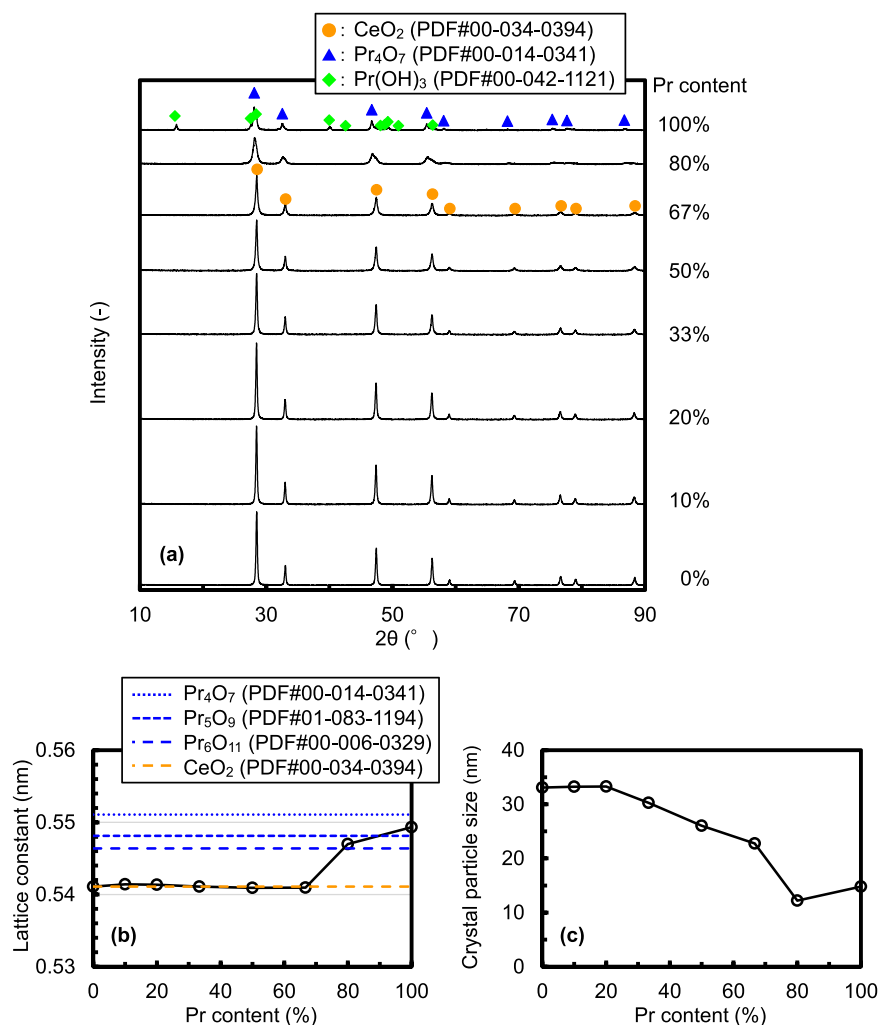 : CeO2 (PDF#00-034-0394)
: Pr4O7 (PDF#00-014-0341)
: Pr(OH)3 (PDF#00-042-1121)
Pr content
100%
80%
67%
50%
33%
20%
10%
0%
Intensity (-)
(a)
10 30 50 70 90
2θ (°)
Pr4O7 (PDF#00-014-0341)
Pr5O9 (PDF#01-083-1194)
Pr6O11 (PDF#00-006-0329)
CeO2 (PDF#00-034-0394)
Lattice constant (nm)
0.56
0.55
0.54
0.53
(b)
0 20 40 60 80 100
Pr content (%)
Crystal particle size (nm)
40
30
20
10
0
(c)
0 20 40 60 80 100
Pr content (%)